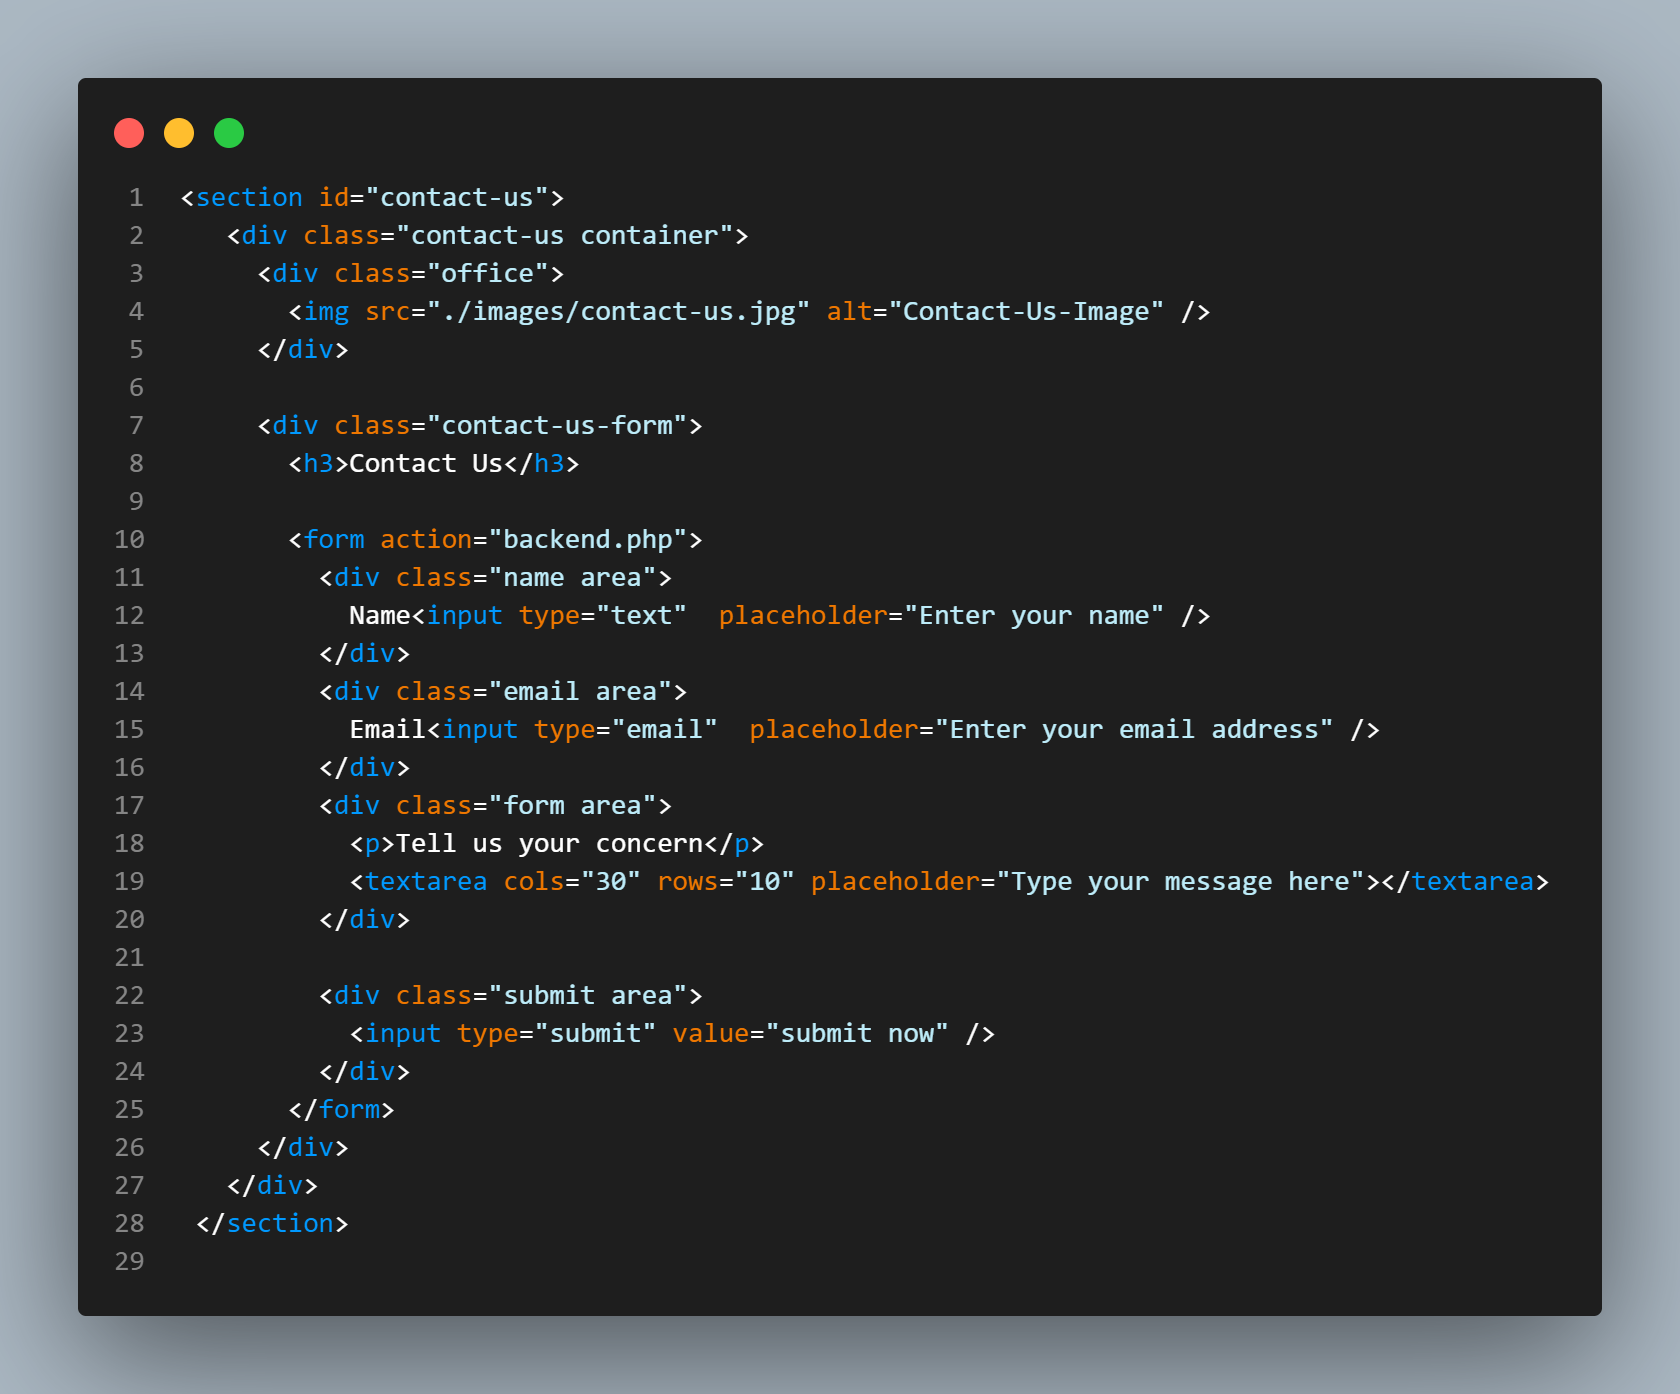 1 <section id="contact-us">
2    <div class="contact-us container">
3      <div class="office">
4        <img src="./images/contact-us.jpg" alt="Contact-Us-Image" />
5      </div>
6
7      <div class="contact-us-form">
8        <h3>Contact Us</h3>
9
10        <form action="backend.php">
11          <div class="name area">
12            Name<input type="text"  placeholder="Enter your name" />
13          </div>
14          <div class="email area">
15            Email<input type="email"  placeholder="Enter your email address" />
16          </div>
17          <div class="form area">
18            <p>Tell us your concern</p>
19            <textarea cols="30" rows="10" placeholder="Type your message here"></textarea>
20          </div>
21
22          <div class="submit area">
23            <input type="submit" value="submit now" />
24          </div>
25        </form>
26      </div>
27    </div>
28  </section>
29